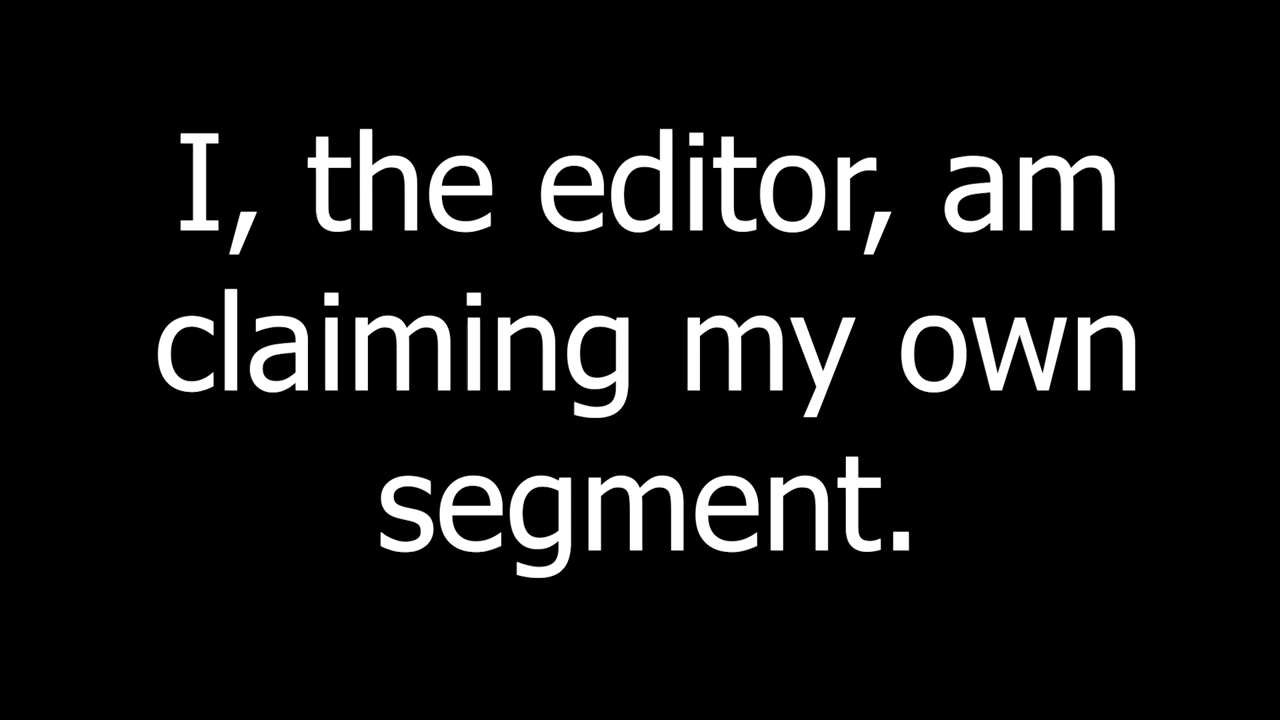 I, the editor, am
claiming my own
segment.